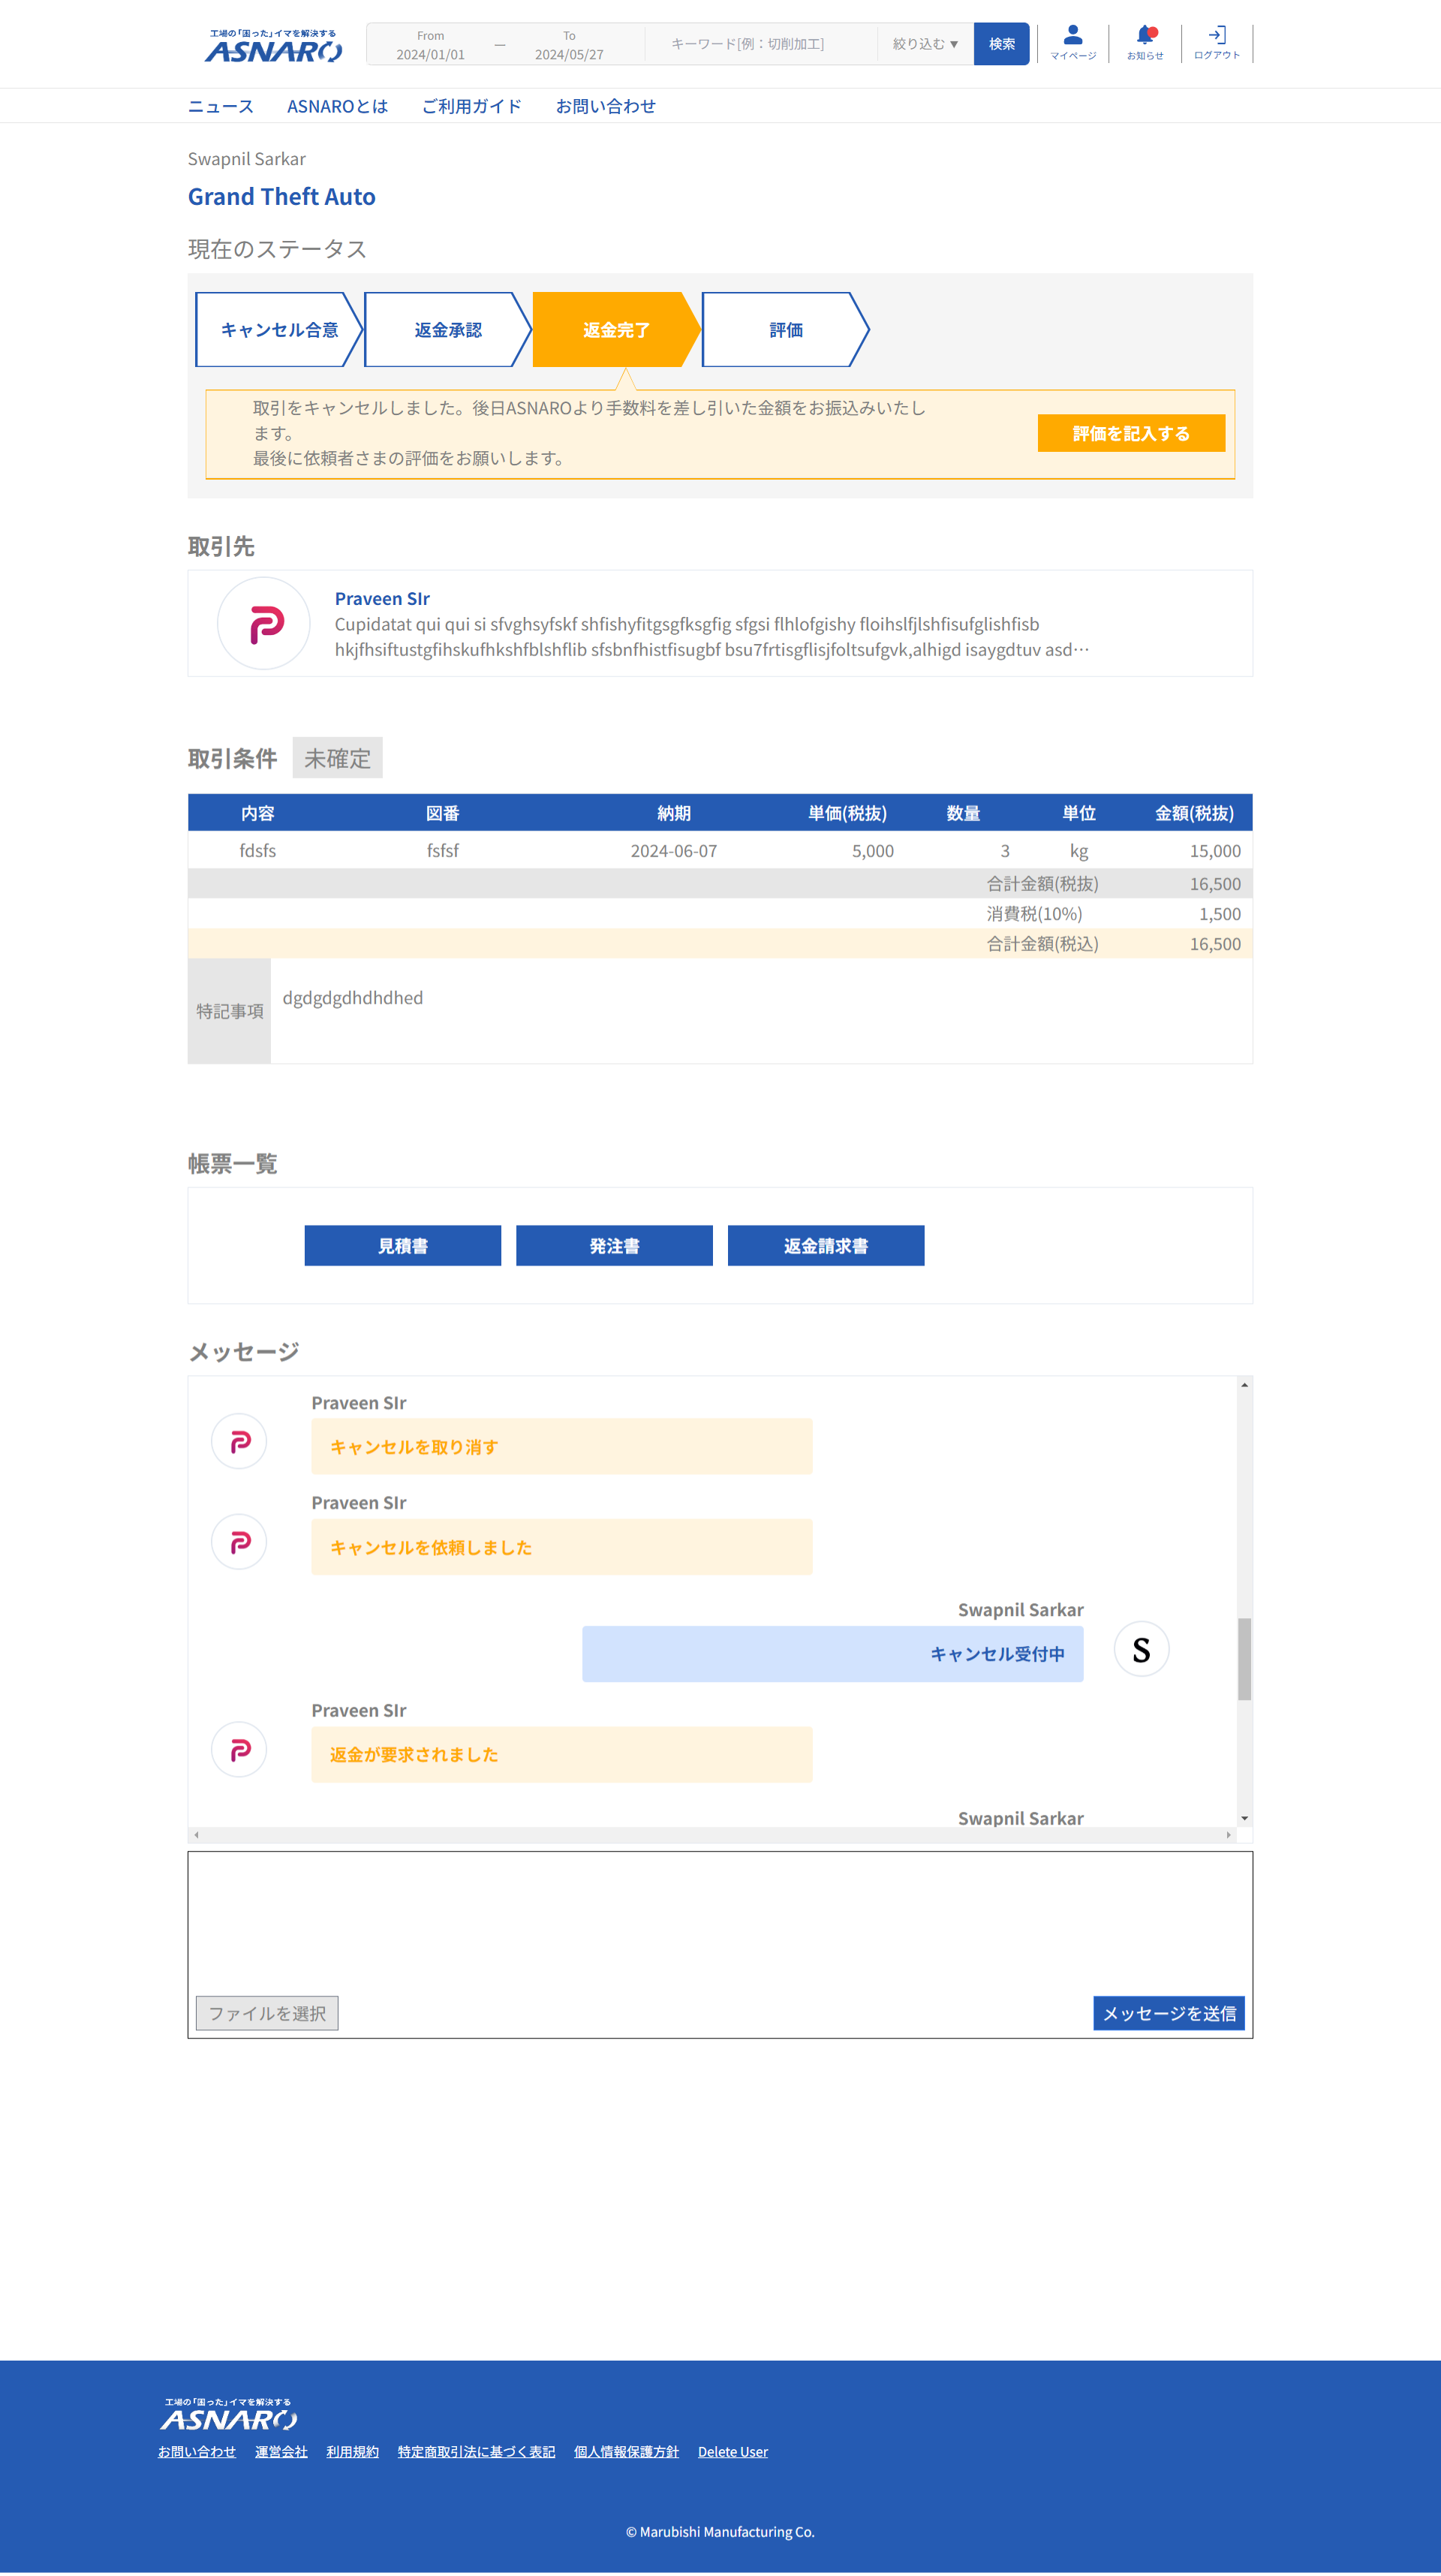 工場の「困った」イマを解決する
ASNARO
From
2024/01/01
—
To
2024/05/27
キーワード[例：切削加工]
絞り込む ▼
検索
マイページ
お知らせ
ログアウト
ニュース
ASNAROとは
ご利用ガイド
お問い合わせ
Swapnil Sarkar
Grand Theft Auto
現在のステータス
キャンセル合意
返金承認
返金完了
評価
取引をキャンセルしました。後日ASNAROより手数料を差し引いた金額をお振込みいたし
ます。
最後に依頼者さまの評価をお願いします。
評価を記入する
取引先
Praveen SIr
Cupidatat qui qui si sfvghsyfskf shfishyfitgsgfksgfig sfgsi flhlofgishy floihslfjlshfisufglishfisb
hkjfhsiftustgfihskufhkshfblshflib sfsbnfhistfisugbf bsu7frtisgflisjfoltsufgvk,alhigd isaygdtuv asd…
取引条件
未確定
内容 図番 納期 単価(税抜) 数量 単位 金額(税抜)
fdsfs fsfsf 2024-06-07 5,000 3 kg 15,000
合計金額(税抜) 16,500
消費税(10%) 1,500
合計金額(税込) 16,500
特記事項
dgdgdgdhdhdhed
帳票一覧
見積書
発注書
返金請求書
メッセージ
Praveen SIr
キャンセルを取り消す
Praveen SIr
キャンセルを依頼しました
Swapnil Sarkar
キャンセル受付中
S
Praveen SIr
返金が要求されました
Swapnil Sarkar
ファイルを選択
メッセージを送信
工場の「困った」イマを解決する
ASNARO
お問い合わせ
運営会社
利用規約
特定商取引法に基づく表記
個人情報保護方針
Delete User
© Marubishi Manufacturing Co.